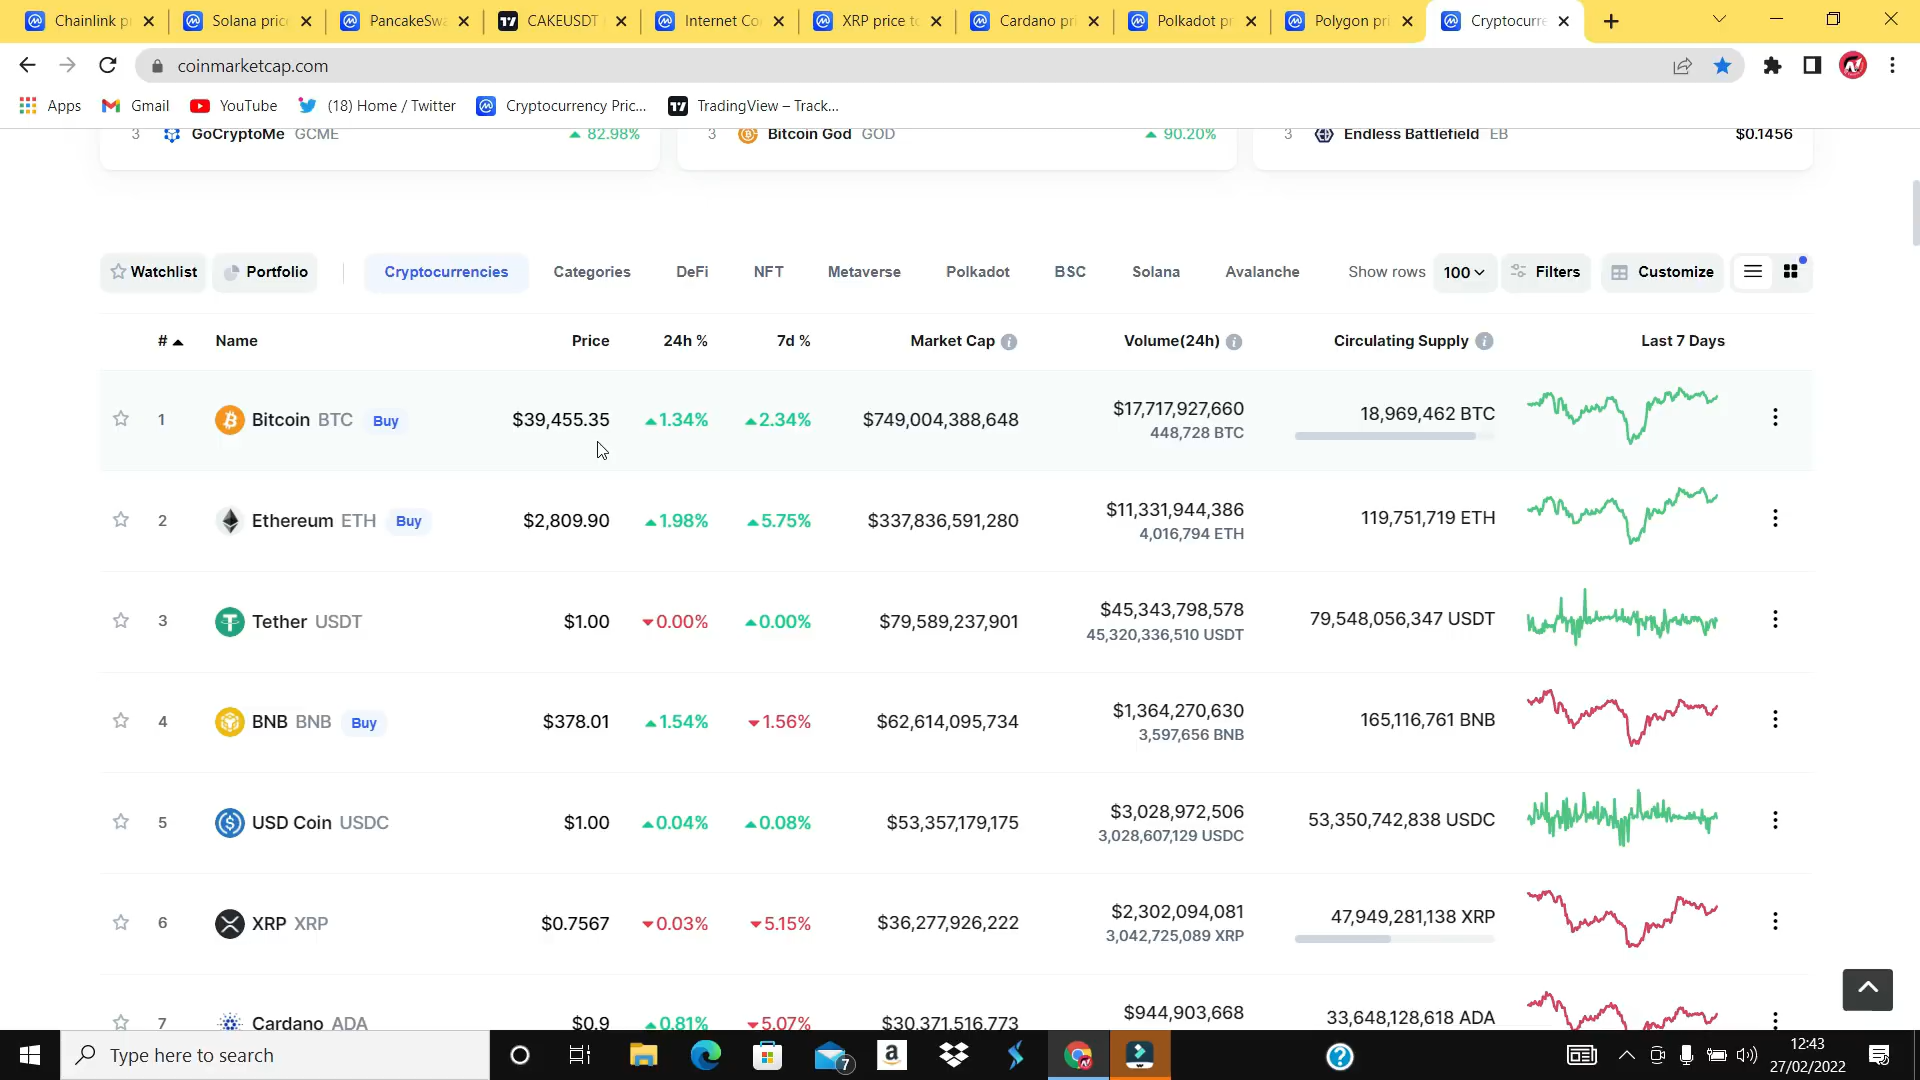 Chainlink p Solana pric PancakeSwa CAKEUSDT Internet Co XRP price to Cardano pri Polkadot pr Polygon pri Cryptocurre
coinmarketcap.com
Apps Gmail YouTube (18) Home / Twitter Cryptocurrency Pric... TradingView – Track...
3 GoCryptoMe GCME 82.98% 3 Bitcoin God GOD 90.20% 3 Endless Battlefield EB $0.1456
Watchlist Portfolio Cryptocurrencies Categories DeFi NFT Metaverse Polkadot BSC Solana Avalanche Show rows 100 Filters Customize
# Name Price 24h % 7d % Market Cap Volume(24h) Circulating Supply Last 7 Days
1 Bitcoin BTC Buy $39,455.35 1.34% 2.34% $749,004,388,648 $17,717,927,660 18,969,462 BTC
448,728 BTC
2 Ethereum ETH Buy $2,809.90 1.98% 5.75% $337,836,591,280 $11,331,944,386 119,751,719 ETH
4,016,794 ETH
3 Tether USDT $1.00 0.00% 0.00% $79,589,237,901 $45,343,798,578 79,548,056,347 USDT
45,320,336,510 USDT
4 BNB BNB Buy $378.01 1.54% 1.56% $62,614,095,734 $1,364,270,630 165,116,761 BNB
3,597,656 BNB
5 USD Coin USDC $1.00 0.04% 0.08% $53,357,179,175 $3,028,972,506 53,350,742,838 USDC
3,028,607,129 USDC
6 XRP XRP $0.7567 0.03% 5.15% $36,277,926,222 $2,302,094,081 47,949,281,138 XRP
3,042,725,089 XRP
7 Cardano ADA $0.9 0.81% 5.07% $30,371,516,773 $944,903,668 33,648,128,618 ADA
Type here to search 7 12:43
27/02/2022